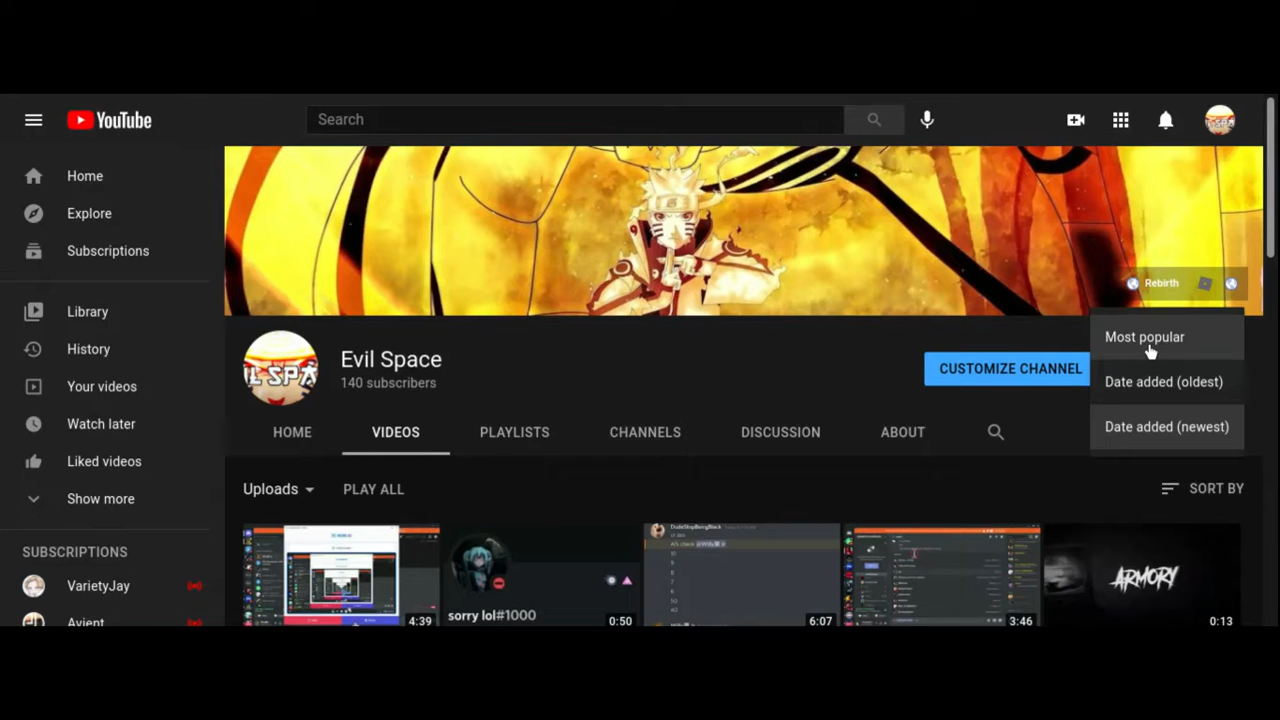 YouTube
Search
Home
Explore
Subscriptions
Library
History
Your videos
Watch later
Liked videos
Show more
SUBSCRIPTIONS
VarietyJay
Avient
Rebirth
Evil Space
140 subscribers
CUSTOMIZE CHANNEL
Most popular
Date added (oldest)
Date added (newest)
HOME VIDEOS PLAYLISTS CHANNELS DISCUSSION ABOUT
Uploads PLAY ALL SORT BY
4:39
sorry lol#1000
0:50
DudeStopBeingBlack
6:07
3:46
ARMORY
0:13